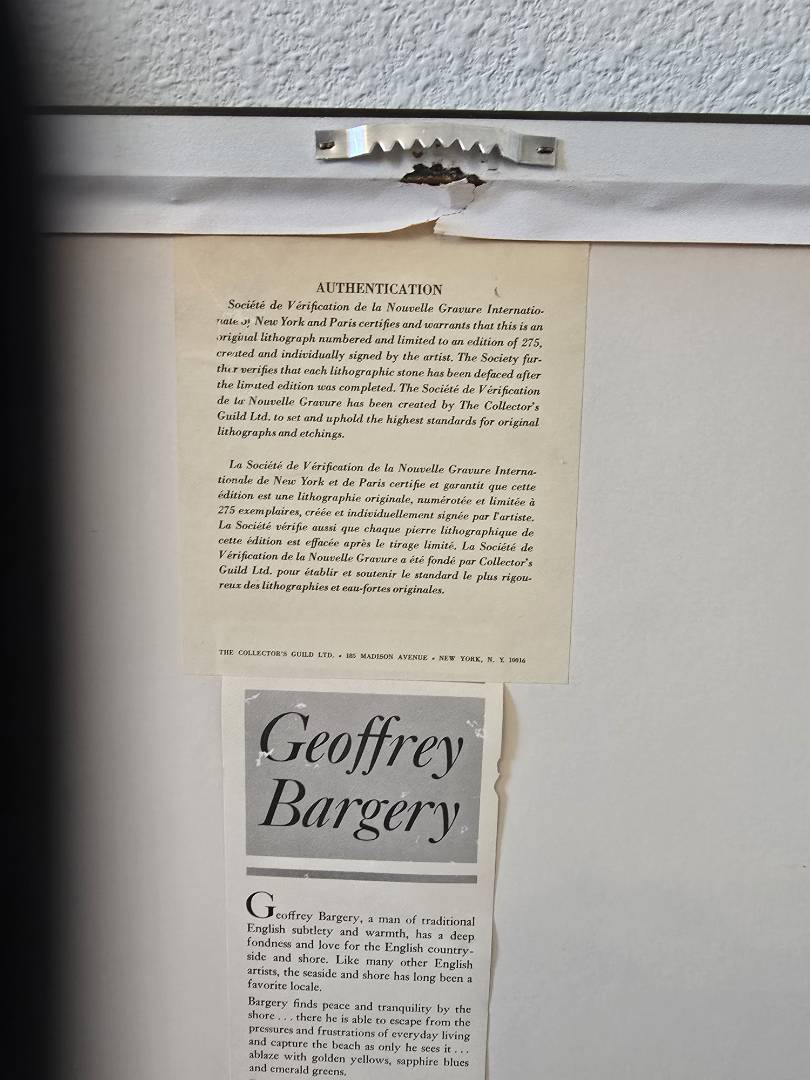 AUTHENTICATION
Société de Vérification de la Nouvelle Gravure Internatio-
nale of New York and Paris certifies and warrants that this is an
original lithograph numbered and limited to an edition of 275,
created and individually signed by the artist. The Society fur-
ther verifies that each lithographic stone has been defaced after
the limited edition was completed. The Société de Vérification
de la Nouvelle Gravure has been created by The Collector's
Guild Ltd. to set and uphold the highest standards for original
lithographs and etchings.
La Société de Vérification de la Nouvelle Gravure Interna-
tionale de New York et de Paris certifie et garantit que cette
édition est une lithographie originale, numérotée et limitée à
275 exemplaires, créée et individuellement signée par l'artiste.
La Société vérifie aussi que chaque pierre lithographique de
cette édition est effacée après le tirage limité. La Société de
Vérification de la Nouvelle Gravure a été fondé par Collector's
Guild Ltd. pour établir et soutenir le standard le plus rigou-
reux des lithographies et eau-fortes originales.
THE COLLECTOR'S GUILD LTD. • 185 MADISON AVENUE • NEW YORK, N. Y. 10016
Geoffrey
Bargery
Geoffrey Bargery, a man of traditional
English subtlety and warmth, has a deep
fondness and love for the English country-
side and shore. Like many other English
artists, the seaside and shore has long been a
favorite locale.
Bargery finds peace and tranquility by the
shore . . . there he is able to escape from the
pressures and frustrations of everyday living
and capture the beach as only he sees it . . .
ablaze with golden yellows, sapphire blues
and emerald greens.